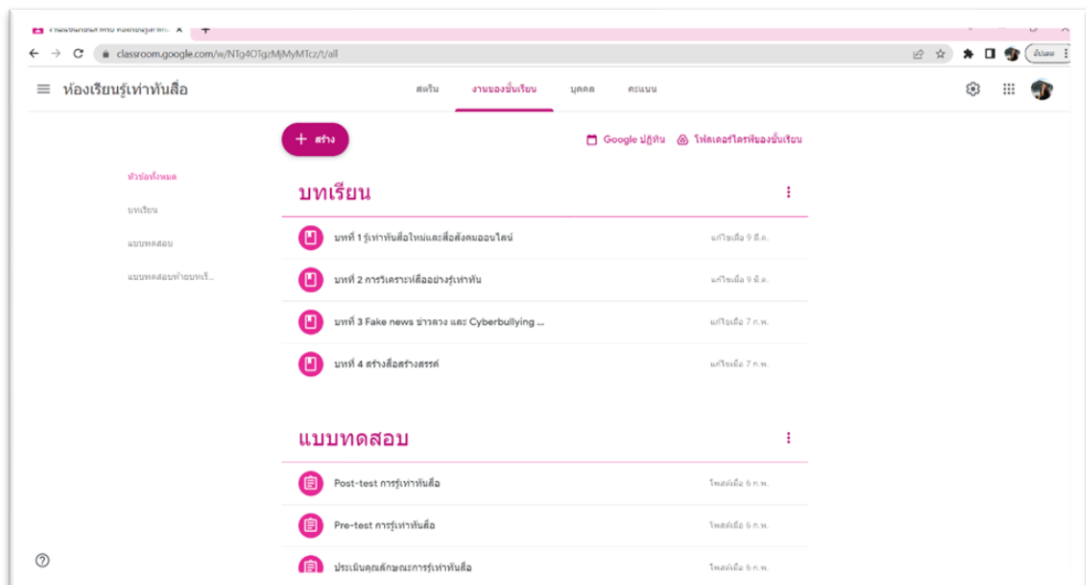 classroom.google.com/w/NTg4OTgzMjMyMTcz/t/all
ห้องเรียนรู้เท่าทันสื่อ
สตรีม งานของชั้นเรียน บุคคล คะแนน
+ สร้าง
Google ปฏิทิน โฟลเดอร์ไดรฟ์ของชั้นเรียน
หัวข้อทั้งหมด
บทเรียน
แบบทดสอบ
แบบทดสอบท้ายบทเรี...
บทเรียน
บทที่ 1 รู้เท่าทันสื่อใหม่และสื่อสังคมออนไลน์ แก้ไขเมื่อ 9 มี.ค.
บทที่ 2 การวิเคราะห์สื่ออย่างรู้เท่าทัน แก้ไขเมื่อ 9 มี.ค.
บทที่ 3 Fake news ข่าวลวง และ Cyberbullying ... แก้ไขเมื่อ 7 ก.พ.
บทที่ 4 สร้างสื่อสร้างสรรค์ แก้ไขเมื่อ 7 ก.พ.
แบบทดสอบ
Post-test การรู้เท่าทันสื่อ โพสต์เมื่อ 6 ก.พ.
Pre-test การรู้เท่าทันสื่อ โพสต์เมื่อ 6 ก.พ.
ประเมินคุณลักษณะการรู้เท่าทันสื่อ โพสต์เมื่อ 6 ก.พ.